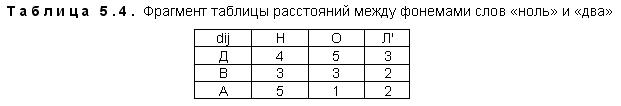 Таблица 5.4. Фрагмент таблицы расстояний между фонемами слов «ноль» и «два»
dij Н О Л'
Д 4 5 3
В 3 3 2
А 5 1 2